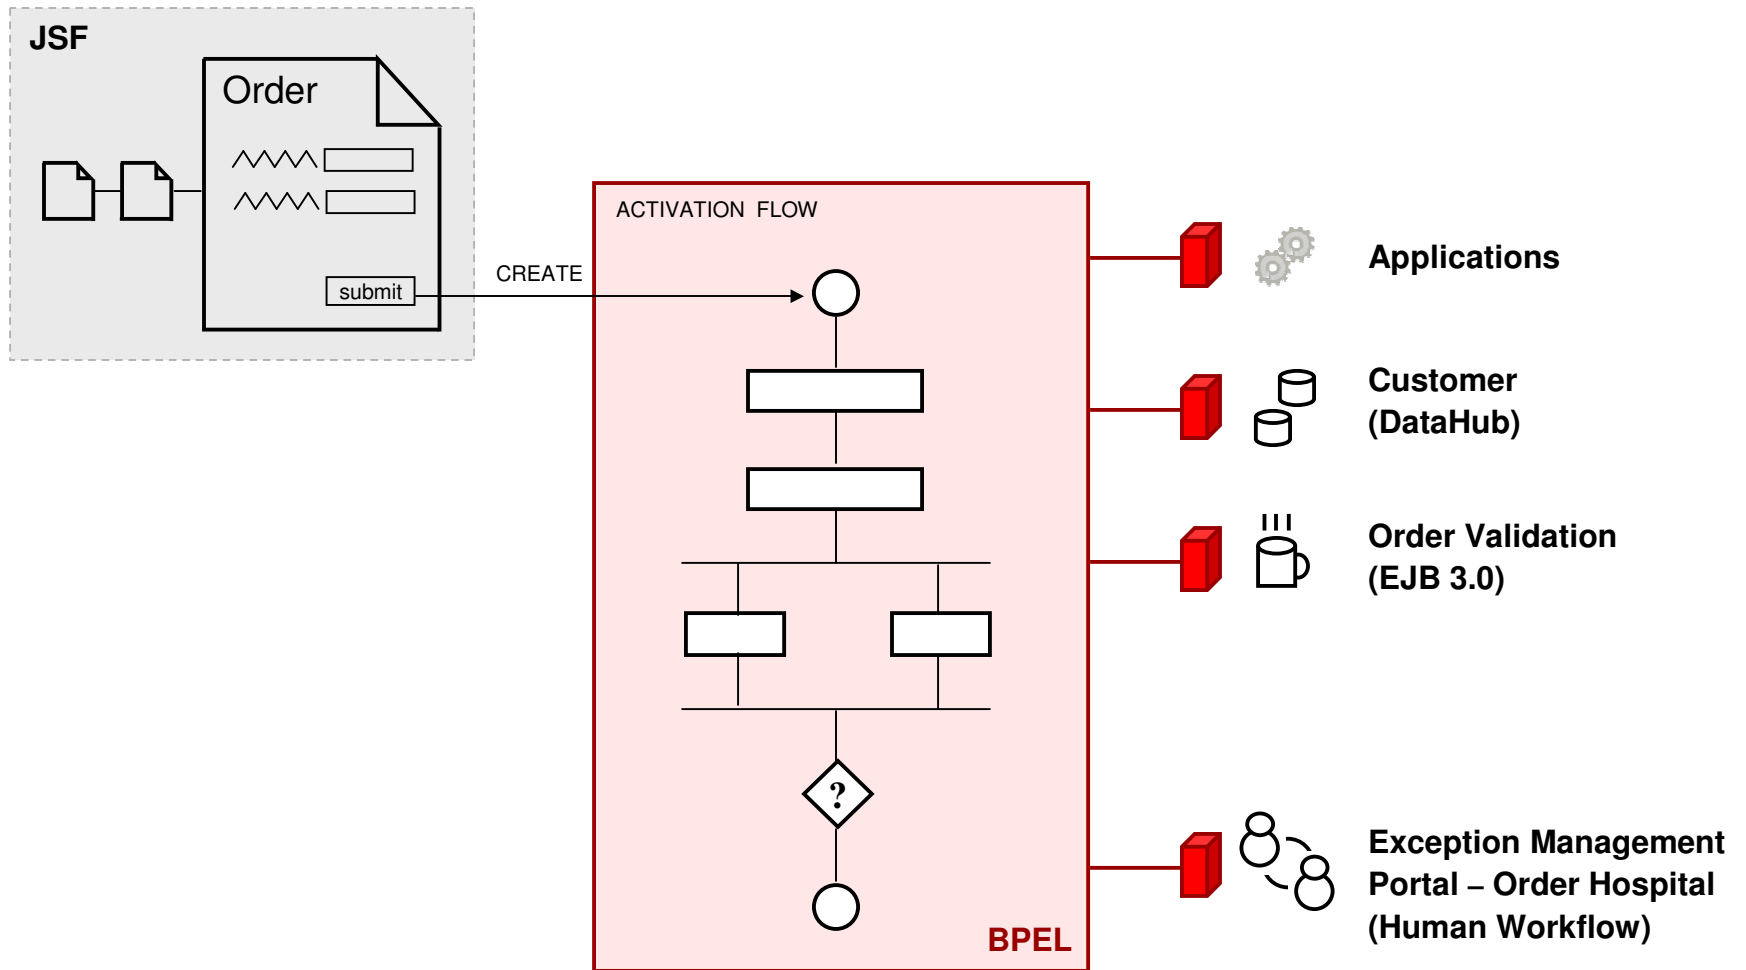 JSF
Order
submit
CREATE
ACTIVATION FLOW
?
BPEL
Applications
Customer
(DataHub)
Order Validation
(EJB 3.0)
Exception Management
Portal – Order Hospital
(Human Workflow)